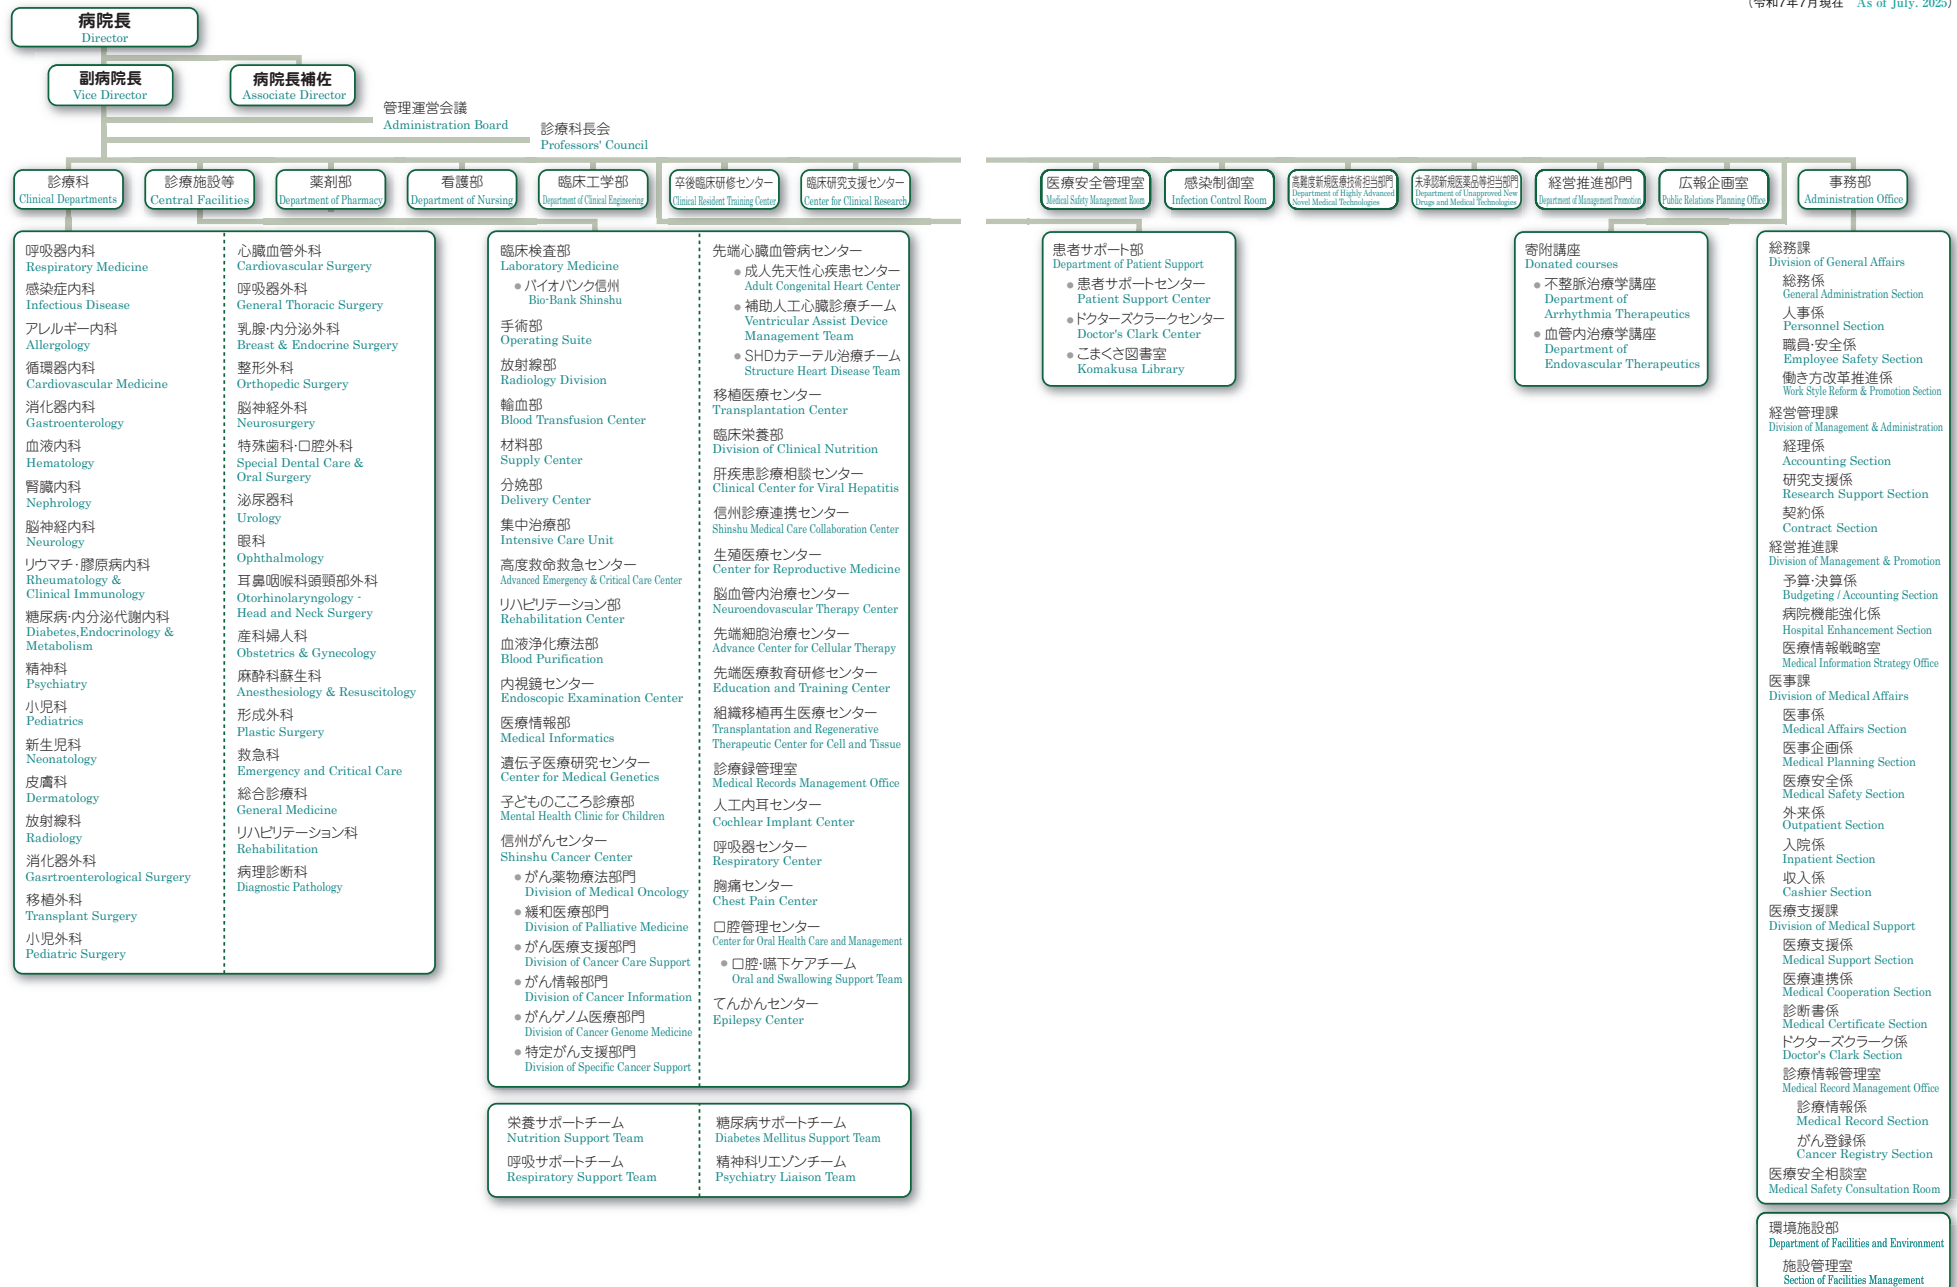 (令和7年7月現在 As of July. 2025)
病院長
Director
副病院長
Vice Director
病院長補佐
Associate Director
管理運営会議
Administration Board
診療科長会
Professors' Council
診療科
Clinical Departments
診療施設等
Central Facilities
薬剤部
Department of Pharmacy
看護部
Department of Nursing
臨床工学部
Department of Clinical Engineering
卒後臨床研修センター
Clinical Resident Training Center
臨床研究支援センター
Center for Clinical Research
医療安全管理室
Medical Safety Management Room
感染制御室
Infection Control Room
高難度新規医療技術担当部門
Department of Highly Advanced
Novel Medical Technologies
未承認新規医薬品等担当部門
Department of Unapproved New
Drugs and Medical Technologies
経営推進部門
Department of Management Promotion
広報企画室
Public Relations Planning Office
事務部
Administration Office
呼吸器内科
Respiratory Medicine
感染症内科
Infectious Disease
アレルギー内科
Allergology
循環器内科
Cardiovascular Medicine
消化器内科
Gastroenterology
血液内科
Hematology
腎臓内科
Nephrology
脳神経内科
Neurology
リウマチ・膠原病内科
Rheumatology &
Clinical Immunology
糖尿病・内分泌代謝内科
Diabetes,Endocrinology &
Metabolism
精神科
Psychiatry
小児科
Pediatrics
新生児科
Neonatology
皮膚科
Dermatology
放射線科
Radiology
消化器外科
Gasrtroenterological Surgery
移植外科
Transplant Surgery
小児外科
Pediatric Surgery
心臓血管外科
Cardiovascular Surgery
呼吸器外科
General Thoracic Surgery
乳腺・内分泌外科
Breast & Endocrine Surgery
整形外科
Orthopedic Surgery
脳神経外科
Neurosurgery
特殊歯科・口腔外科
Special Dental Care &
Oral Surgery
泌尿器科
Urology
眼科
Ophthalmology
耳鼻咽喉科頭頸部外科
Otorhinolaryngology ·
Head and Neck Surgery
産科婦人科
Obstetrics & Gynecology
麻酔科蘇生科
Anesthesiology & Resuscitology
形成外科
Plastic Surgery
救急科
Emergency and Critical Care
総合診療科
General Medicine
リハビリテーション科
Rehabilitation
病理診断科
Diagnostic Pathology
臨床検査部
Laboratory Medicine
● バイオバンク信州
Bio-Bank Shinshu
手術部
Operating Suite
放射線部
Radiology Division
輸血部
Blood Transfusion Center
材料部
Supply Center
分娩部
Delivery Center
集中治療部
Intensive Care Unit
高度救命救急センター
Advanced Emergency & Critical Care Center
リハビリテーション部
Rehabilitation Center
血液浄化療法部
Blood Purification
内視鏡センター
Endoscopic Examination Center
医療情報部
Medical Informatics
遺伝子医療研究センター
Center for Medical Genetics
子どものこころ診療部
Mental Health Clinic for Children
信州がんセンター
Shinshu Cancer Center
● がん薬物療法部門
Division of Medical Oncology
● 緩和医療部門
Division of Palliative Medicine
● がん医療支援部門
Division of Cancer Care Support
● がん情報部門
Division of Cancer Information
● がんゲノム医療部門
Division of Cancer Genome Medicine
● 特定がん支援部門
Division of Specific Cancer Support
先端心臓血管病センター
● 成人先天性心疾患センター
Adult Congenital Heart Center
● 補助人工心臓診療チーム
Ventricular Assist Device
Management Team
● SHDカテーテル治療チーム
Structure Heart Disease Team
移植医療センター
Transplantation Center
臨床栄養部
Division of Clinical Nutrition
肝疾患診療相談センター
Clinical Center for Viral Hepatitis
信州診療連携センター
Shinshu Medical Care Collaboration Center
生殖医療センター
Center for Reproductive Medicine
脳血管内治療センター
Neuroendovascular Therapy Center
先端細胞治療センター
Advance Center for Cellular Therapy
先端医療教育研修センター
Education and Training Center
組織移植再生医療センター
Transplantation and Regenerative
Therapeutic Center for Cell and Tissue
診療録管理室
Medical Records Management Office
人工内耳センター
Cochlear Implant Center
呼吸器センター
Respiratory Center
胸痛センター
Chest Pain Center
口腔管理センター
Center for Oral Health Care and Management
● 口腔・嚥下ケアチーム
Oral and Swallowing Support Team
てんかんセンター
Epilepsy Center
栄養サポートチーム
Nutrition Support Team
呼吸サポートチーム
Respiratory Support Team
糖尿病サポートチーム
Diabetes Mellitus Support Team
精神科リエゾンチーム
Psychiatry Liaison Team
患者サポート部
Department of Patient Support
● 患者サポートセンター
Patient Support Center
● ドクターズクラークセンター
Doctor's Clark Center
● こまくさ図書室
Komakusa Library
寄附講座
Donated courses
● 不整脈治療学講座
Department of
Arrhythmia Therapeutics
● 血管内治療学講座
Department of
Endovascular Therapeutics
総務課
Division of General Affairs
総務係
General Administration Section
人事係
Personnel Section
職員・安全係
Employee Safety Section
働き方改革推進係
Work Style Reform & Promotion Section
経営管理課
Division of Management & Administration
経理係
Accounting Section
研究支援係
Research Support Section
契約係
Contract Section
経営推進課
Division of Management & Promotion
予算・決算係
Budgeting / Accounting Section
病院機能強化係
Hospital Enhancement Section
医療情報戦略室
Medical Information Strategy Office
医事課
Division of Medical Affairs
医事係
Medical Affairs Section
医事企画係
Medical Planning Section
医療安全係
Medical Safety Section
外来係
Outpatient Section
入院係
Inpatient Section
収入係
Cashier Section
医療支援課
Division of Medical Support
医療支援係
Medical Support Section
医療連携係
Medical Cooperation Section
診断書係
Medical Certificate Section
ドクターズクラーク係
Doctor's Clark Section
診療情報管理室
Medical Record Management Office
診療情報係
Medical Record Section
がん登録係
Cancer Registry Section
医療安全相談室
Medical Safety Consultation Room
環境施設部
Department of Facilities and Environment
施設管理室
Section of Facilities Management